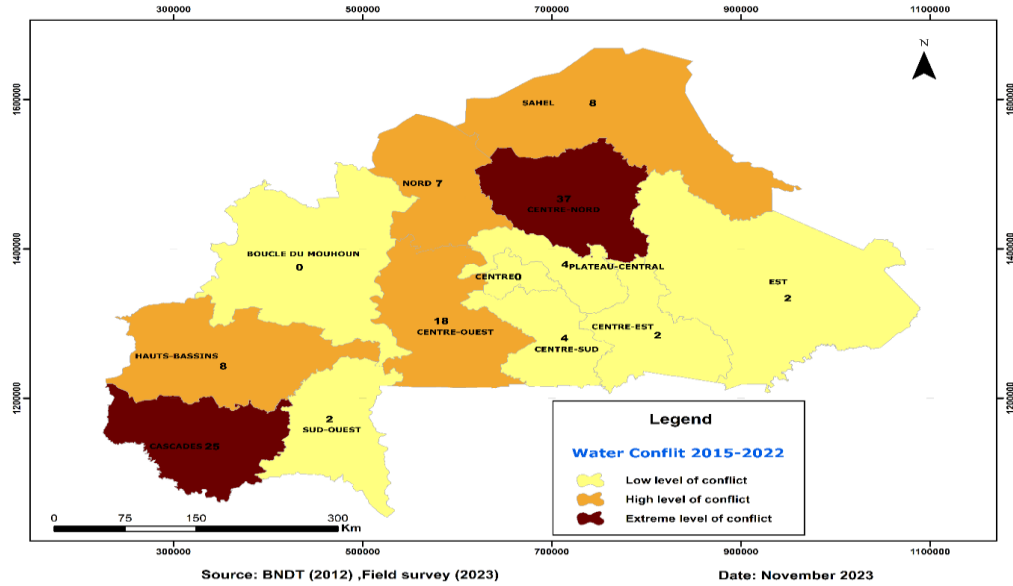 300000 500000 700000 900000 1100000
N
1600000 1600000
SAHEL 8
NORD 7
37
CENTRE-NORD
1400000 1400000
BOUCLE DU MOUHOUN
0
4 PLATEAU-CENTRAL
CENTRE 0
EST
2
18
CENTRE-OUEST
CENTRE-EST
2
4
CENTRE-SUD
HAUTS-BASSINS
8
1200000 1200000
2
SUD-OUEST
CASCADES 25
Legend
Water Conflit 2015-2022
Low level of conflict
High level of conflict
Extreme level of conflict
0 75 150 300
Km
300000 500000 700000 900000 1100000
Source: BNDT (2012) ,Field survey (2023)
Date: November 2023